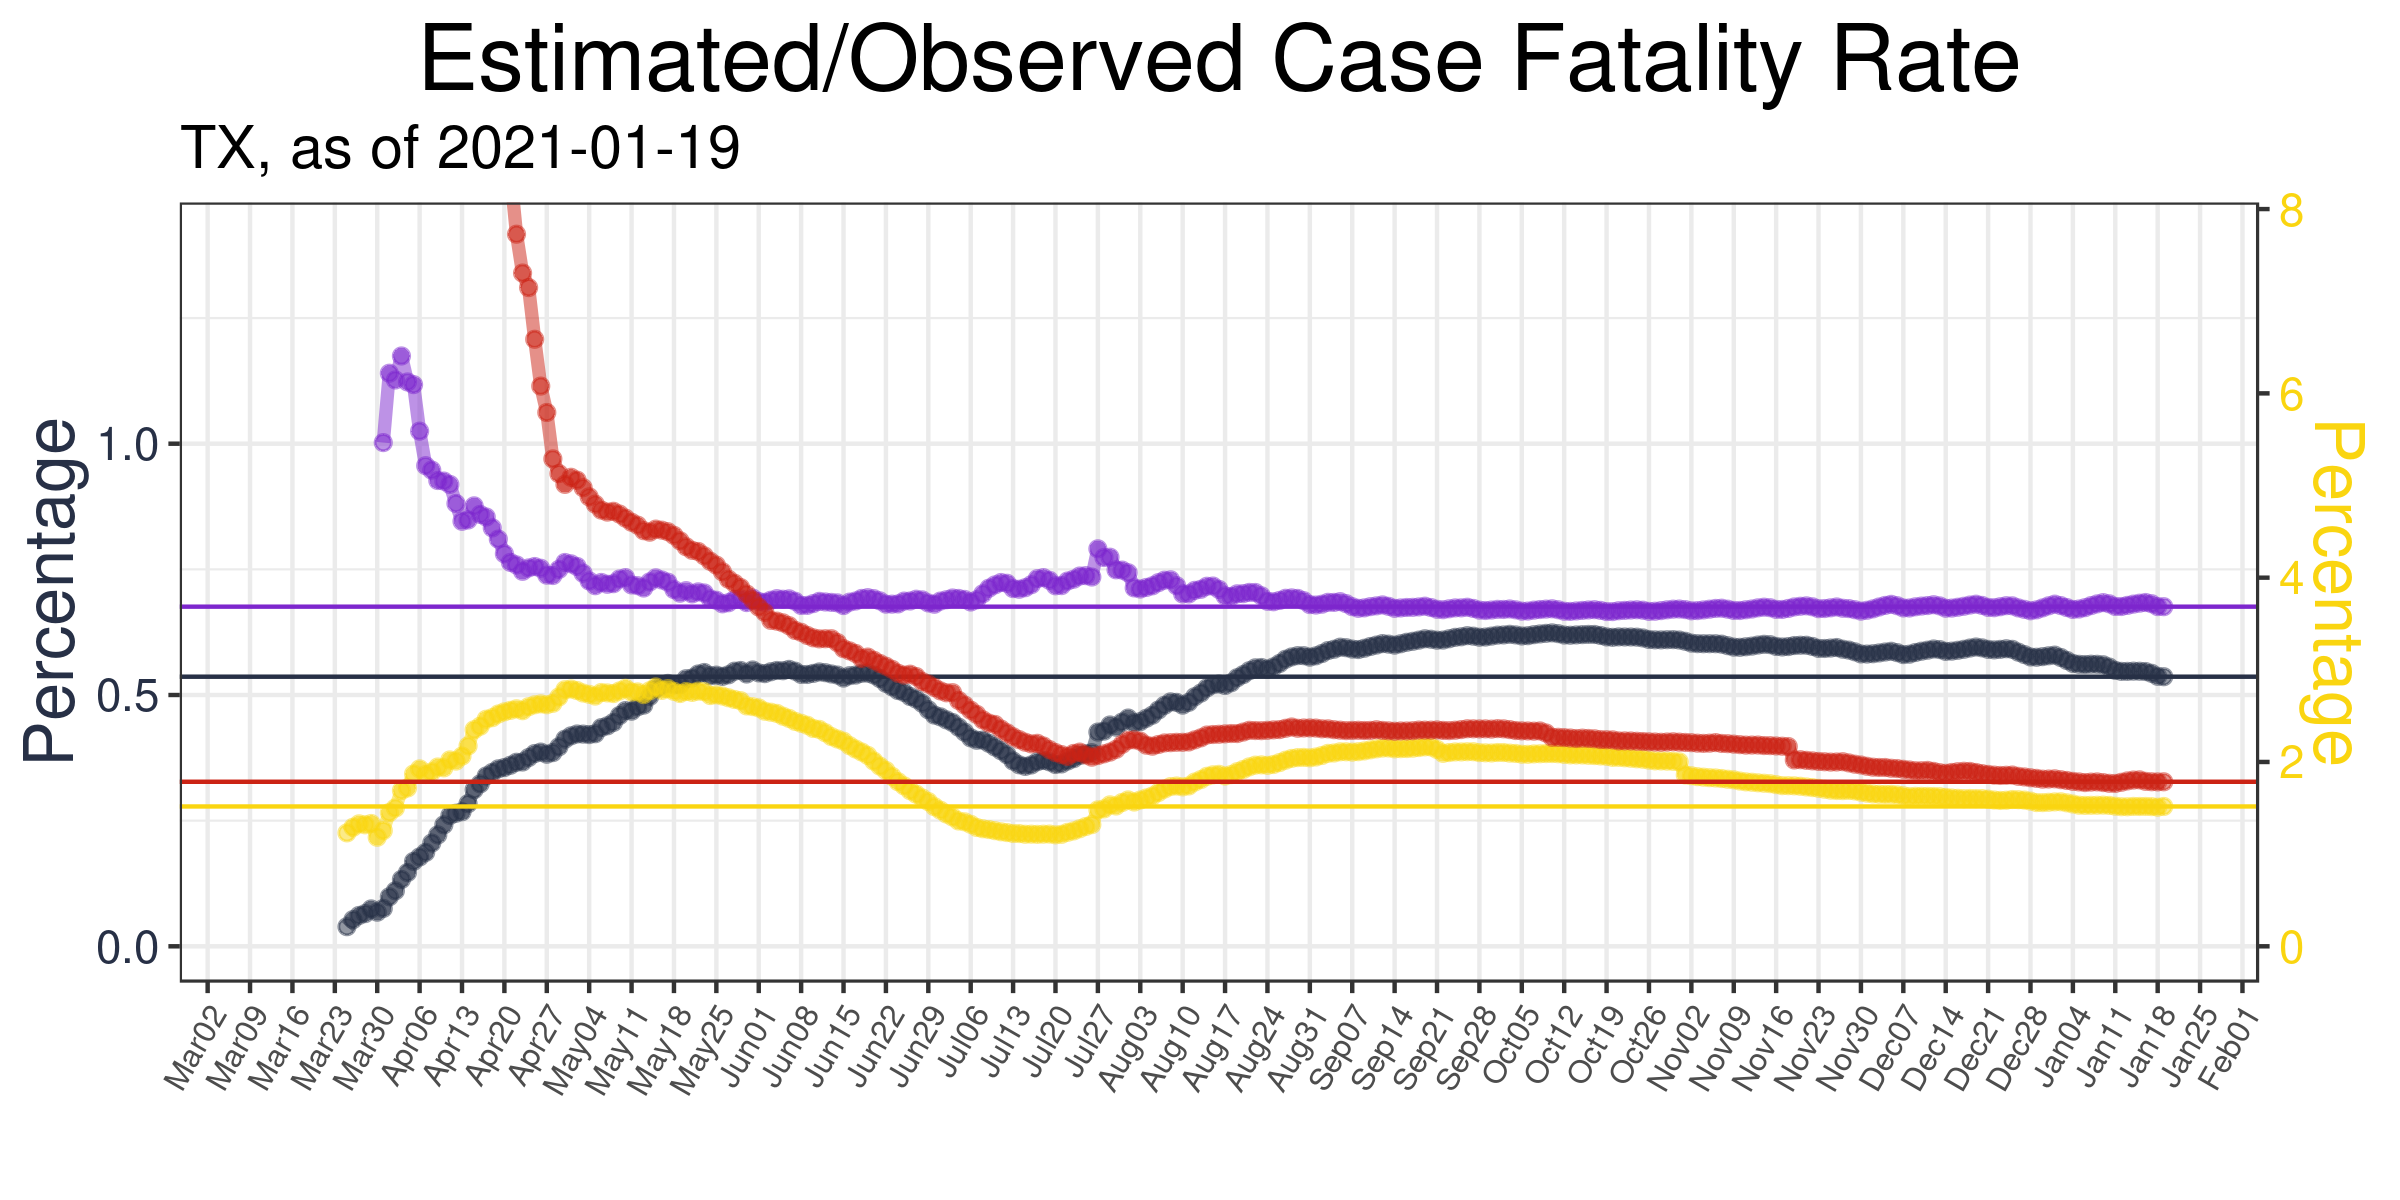 Estimated/Observed Case Fatality Rate
TX, as of 2021-01-19
Percentage
1.0
0.5
0.0
8
6
4
2
0
Percentage
Mar02 Mar09 Mar16 Mar23 Mar30 Apr06 Apr13 Apr20 Apr27 May04 May11 May18 May25 Jun01 Jun08 Jun15 Jun22 Jun29 Jul06 Jul13 Jul20 Jul27 Aug03 Aug10 Aug17 Aug24 Aug31 Sep07 Sep14 Sep21 Sep28 Oct05 Oct12 Oct19 Oct26 Nov02 Nov09 Nov16 Nov23 Nov30 Dec07 Dec14 Dec21 Dec28 Jan04 Jan11 Jan18 Jan25 Feb01